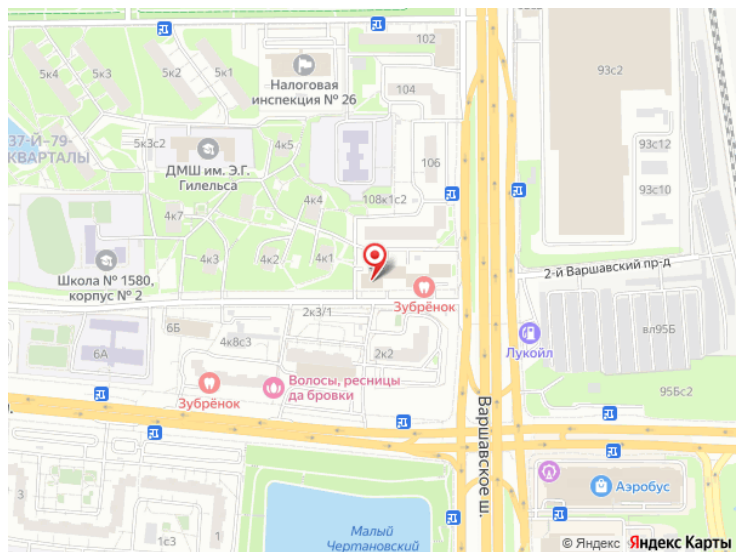 102
5к4
5к3
5к2
5к1
Налоговая
инспекция № 26
104
93с2
37-Й–79-
КВАРТАЛЫ
5к3с2
4к5
93с12
ДМШ им. Э.Г.
Гилельса
106
93с10
4к4
108к1с2
4к7
4к3
4к2
4к1
Школа № 1580,
корпус № 2
2-й Варшавский пр-д
Зубрёнок
2к3/1
6Б
4к8с3
вл95Б
6А
2к2
Лукойл
Волосы, ресницы
да бровки
Зубрёнок
95Бс2
Варшавское ш.
Аэробус
3
1с3
1
Малый
Чертановский
© Яндекс Яндекс Карты